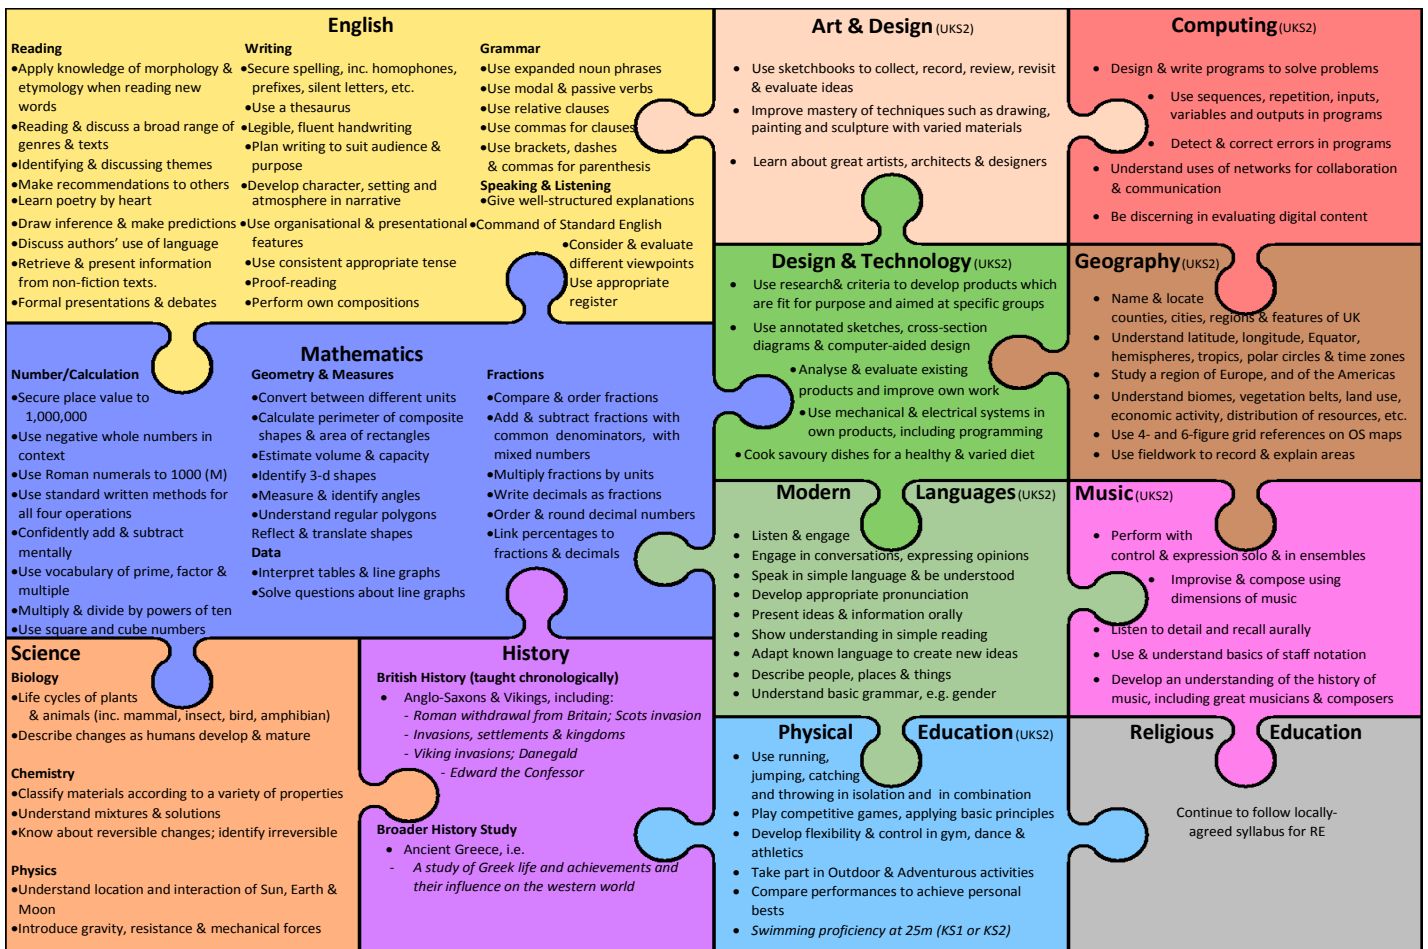 English
Reading
•Apply knowledge of morphology &
etymology when reading new
words
•Reading & discuss a broad range of
genres & texts
•Identifying & discussing themes
•Make recommendations to others
•Learn poetry by heart
•Draw inference & make predictions
•Discuss authors’ use of language
•Retrieve & present information
from non-fiction texts.
•Formal presentations & debates
Writing
•Secure spelling, inc. homophones,
prefixes, silent letters, etc.
•Use a thesaurus
•Legible, fluent handwriting
•Plan writing to suit audience &
purpose
•Develop character, setting and
atmosphere in narrative
•Use organisational & presentational
features
•Use consistent appropriate tense
•Proof-reading
•Perform own compositions
Grammar
•Use expanded noun phrases
•Use modal & passive verbs
•Use relative clauses
•Use commas for clauses
•Use brackets, dashes
& commas for parenthesis
Speaking & Listening
•Give well-structured explanations
•Command of Standard English
•Consider & evaluate
different viewpoints
•Use appropriate
register
Art & Design (UKS2)
• Use sketchbooks to collect, record, review, revisit
& evaluate ideas
• Improve mastery of techniques such as drawing,
painting and sculpture with varied materials
• Learn about great artists, architects & designers
Computing (UKS2)
• Design & write programs to solve problems
• Use sequences, repetition, inputs,
variables and outputs in programs
• Detect & correct errors in programs
• Understand uses of networks for collaboration
& communication
• Be discerning in evaluating digital content
Design & Technology (UKS2)
• Use research& criteria to develop products which
are fit for purpose and aimed at specific groups
• Use annotated sketches, cross-section
diagrams & computer-aided design
•Analyse & evaluate existing
products and improve own work
•Use mechanical & electrical systems in
own products, including programming
•Cook savoury dishes for a healthy & varied diet
Geography (UKS2)
• Name & locate
counties, cities, regions & features of UK
• Understand latitude, longitude, Equator,
hemispheres, tropics, polar circles & time zones
• Study a region of Europe, and of the Americas
• Understand biomes, vegetation belts, land use,
economic activity, distribution of resources, etc.
• Use 4- and 6-figure grid references on OS maps
• Use fieldwork to record & explain areas
Mathematics
Number/Calculation
•Secure place value to
1,000,000
•Use negative whole numbers in
context
•Use Roman numerals to 1000 (M)
•Use standard written methods for
all four operations
•Confidently add & subtract
mentally
•Use vocabulary of prime, factor &
multiple
•Multiply & divide by powers of ten
•Use square and cube numbers
Geometry & Measures
•Convert between different units
•Calculate perimeter of composite
shapes & area of rectangles
•Estimate volume & capacity
•Identify 3-d shapes
•Measure & identify angles
•Understand regular polygons
Reflect & translate shapes
Data
•Interpret tables & line graphs
•Solve questions about line graphs
Fractions
•Compare & order fractions
•Add & subtract fractions with
common denominators, with
mixed numbers
•Multiply fractions by units
•Write decimals as fractions
•Order & round decimal numbers
•Link percentages to
fractions & decimals
Modern Languages (UKS2)
• Listen & engage
• Engage in conversations, expressing opinions
• Speak in simple language & be understood
• Develop appropriate pronunciation
• Present ideas & information orally
• Show understanding in simple reading
• Adapt known language to create new ideas
• Describe people, places & things
• Understand basic grammar, e.g. gender
Music (UKS2)
• Perform with
control & expression solo & in ensembles
• Improvise & compose using
dimensions of music
• Listen to detail and recall aurally
• Use & understand basics of staff notation
• Develop an understanding of the history of
music, including great musicians & composers
Science
Biology
•Life cycles of plants
& animals (inc. mammal, insect, bird, amphibian)
•Describe changes as humans develop & mature
Chemistry
•Classify materials according to a variety of properties
•Understand mixtures & solutions
•Know about reversible changes; identify irreversible
Physics
•Understand location and interaction of Sun, Earth &
Moon
•Introduce gravity, resistance & mechanical forces
History
British History (taught chronologically)
• Anglo-Saxons & Vikings, including:
- Roman withdrawal from Britain; Scots invasion
- Invasions, settlements & kingdoms
- Viking invasions; Danegald
- Edward the Confessor
Broader History Study
• Ancient Greece, i.e.
- A study of Greek life and achievements and
their influence on the western world
Physical Education (UKS2)
• Use running,
jumping, catching
and throwing in isolation and in combination
• Play competitive games, applying basic principles
• Develop flexibility & control in gym, dance &
athletics
• Take part in Outdoor & Adventurous activities
• Compare performances to achieve personal
bests
• Swimming proficiency at 25m (KS1 or KS2)
Religious Education
Continue to follow locally-
agreed syllabus for RE